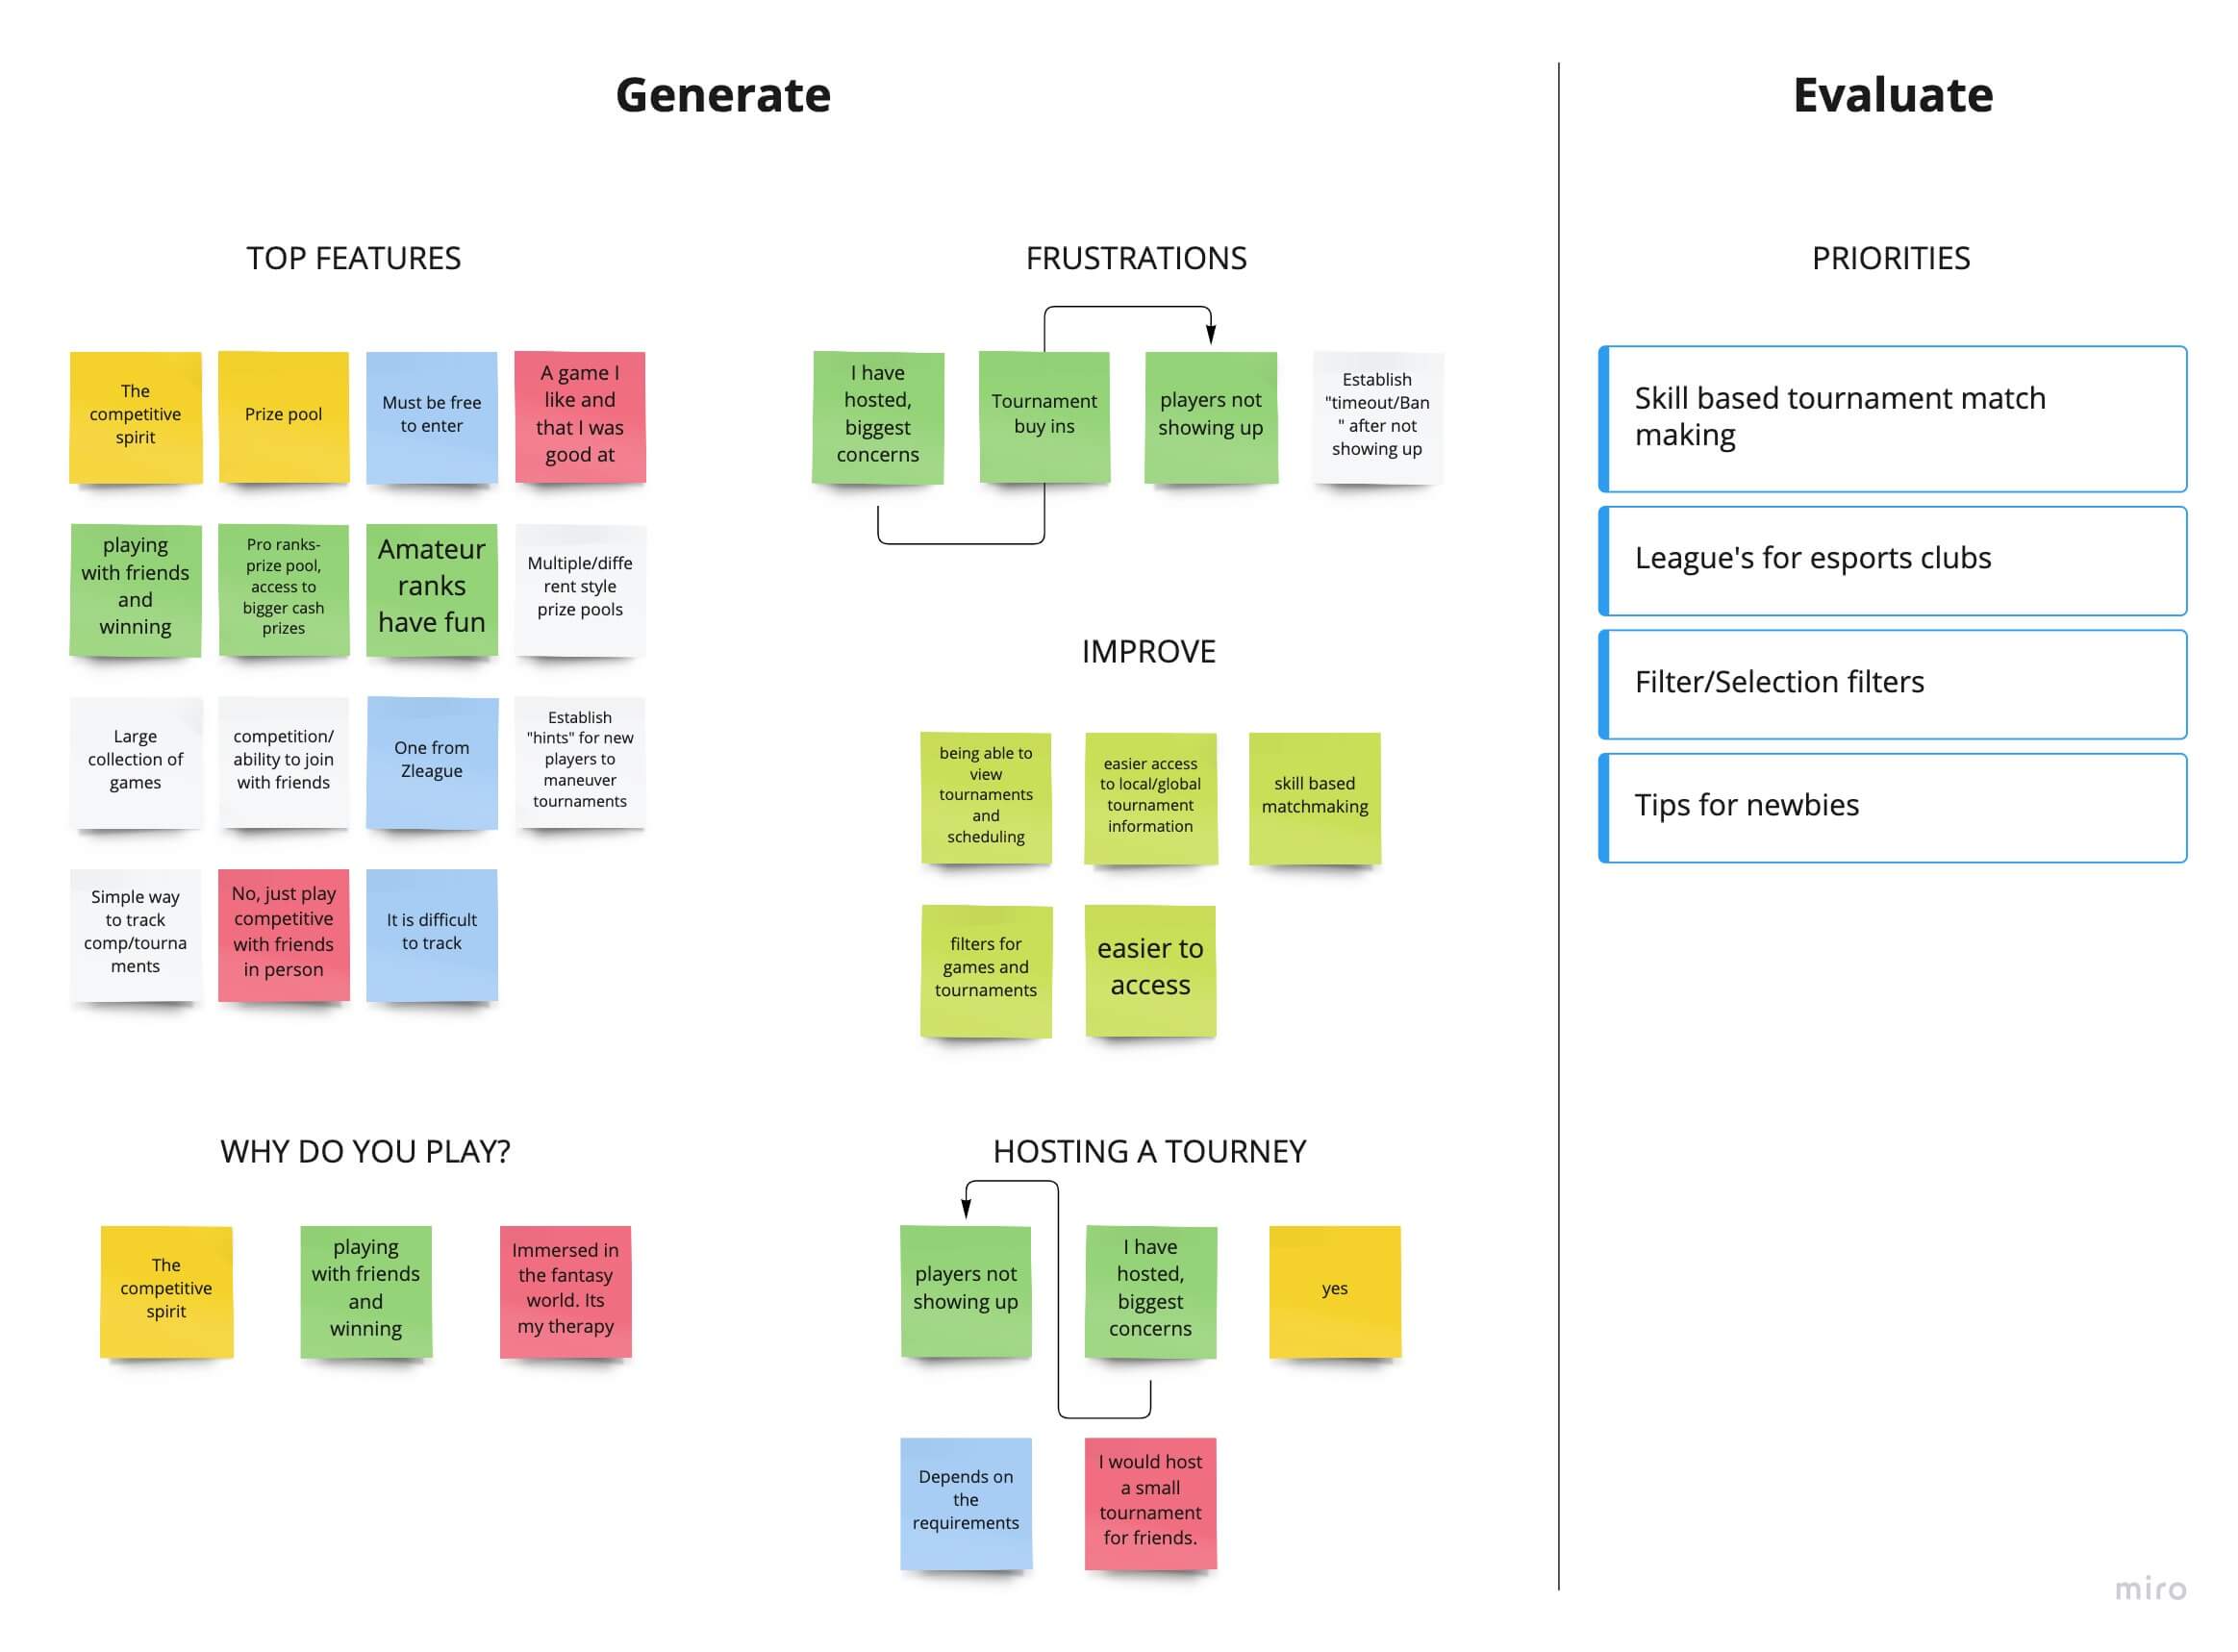 Generate
Evaluate
TOP FEATURES
The
competitive
spirit
Prize pool
Must be free
to enter
A game I
like and
that I was
good at
playing
with friends
and
winning
Pro ranks-
prize pool,
access to
bigger cash
prizes
Amateur
ranks
have fun
Multiple/diffe
rent style
prize pools
Large
collection of
games
competition/
ability to join
with friends
One from
Zleague
Establish
"hints" for new
players to
maneuver
tournaments
Simple way
to track
comp/tourna
ments
No, just play
competitive
with friends
in person
It is difficult
to track
FRUSTRATIONS
I have
hosted,
biggest
concerns
Tournament
buy ins
players not
showing up
Establish
"timeout/Ban
" after not
showing up
IMPROVE
being able to
view
tournaments
and
scheduling
easier access
to local/global
tournament
information
skill based
matchmaking
filters for
games and
tournaments
easier to
access
WHY DO YOU PLAY?
The
competitive
spirit
playing
with friends
and
winning
Immersed in
the fantasy
world. Its
my therapy
HOSTING A TOURNEY
players not
showing up
I have
hosted,
biggest
concerns
yes
Depends on
the
requirements
I would host
a small
tournament
for friends.
PRIORITIES
Skill based tournament match
making
League's for esports clubs
Filter/Selection filters
Tips for newbies
miro